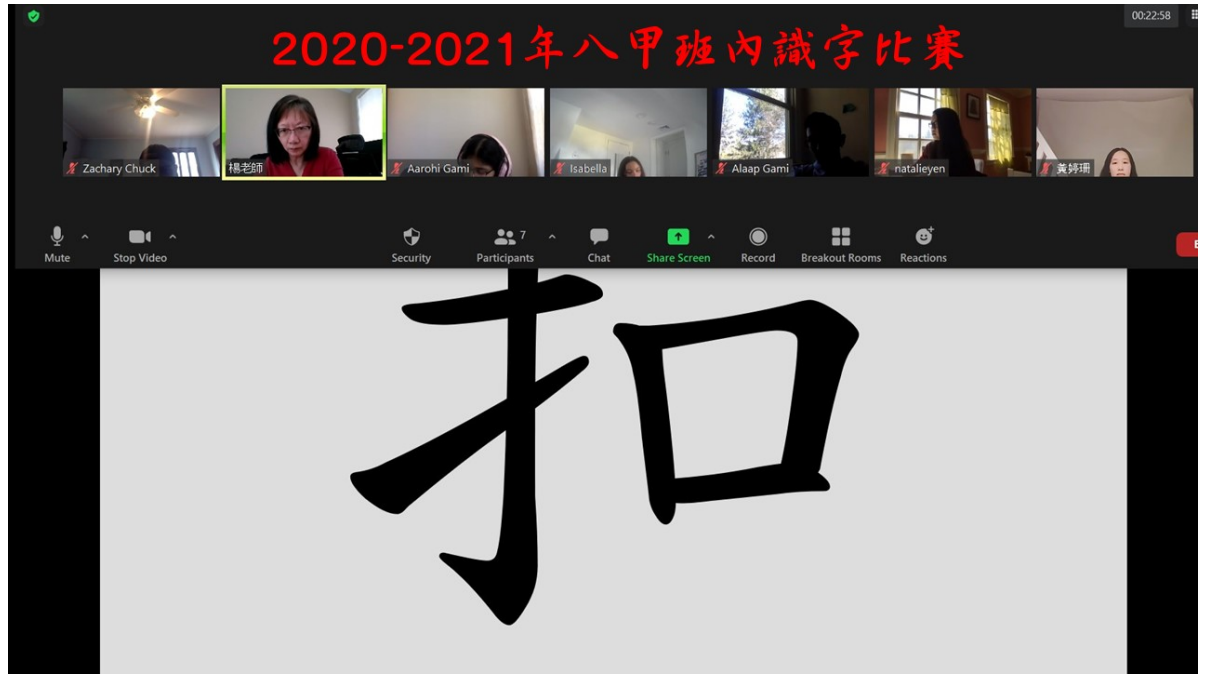 00:22:58
2020-2021年八甲班內識字比賽
Zachary Chuck
楊老師
Aarohi Gami
Isabella
Alaap Gami
natalieyen
黃婷珊
7
Mute
Stop Video
Security
Participants
Chat
Share Screen
Record
Breakout Rooms
Reactions
E
扣